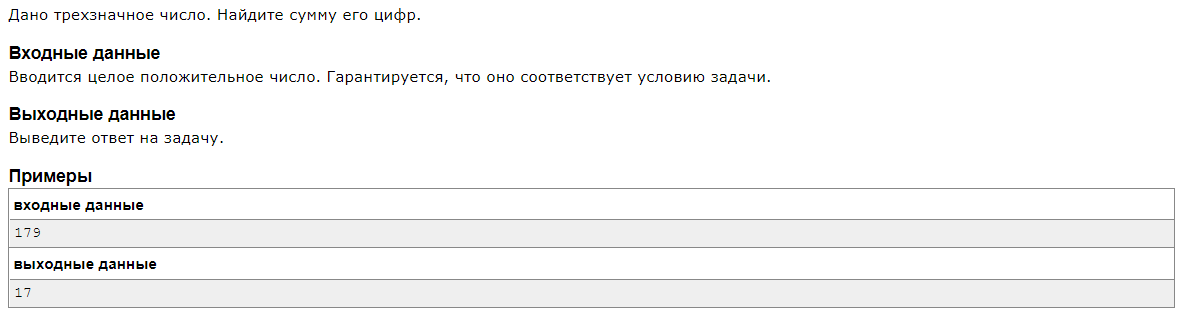 Дано трехзначное число. Найдите сумму его цифр.
Входные данные
Вводится целое положительное число. Гарантируется, что оно соответствует условию задачи.
Выходные данные
Выведите ответ на задачу.
Примеры
входные данные
179
выходные данные
17